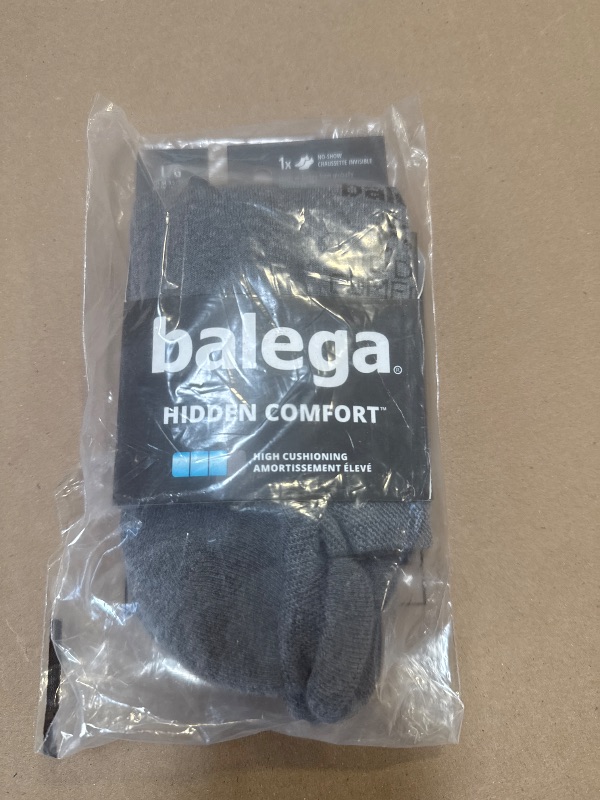 1x
NO SHOW
CHAUSSETTE INVISIBLE
balega®
HIDDEN COMFORT™
HIGH CUSHIONING
AMORTISSEMENT ÉLEVÉ